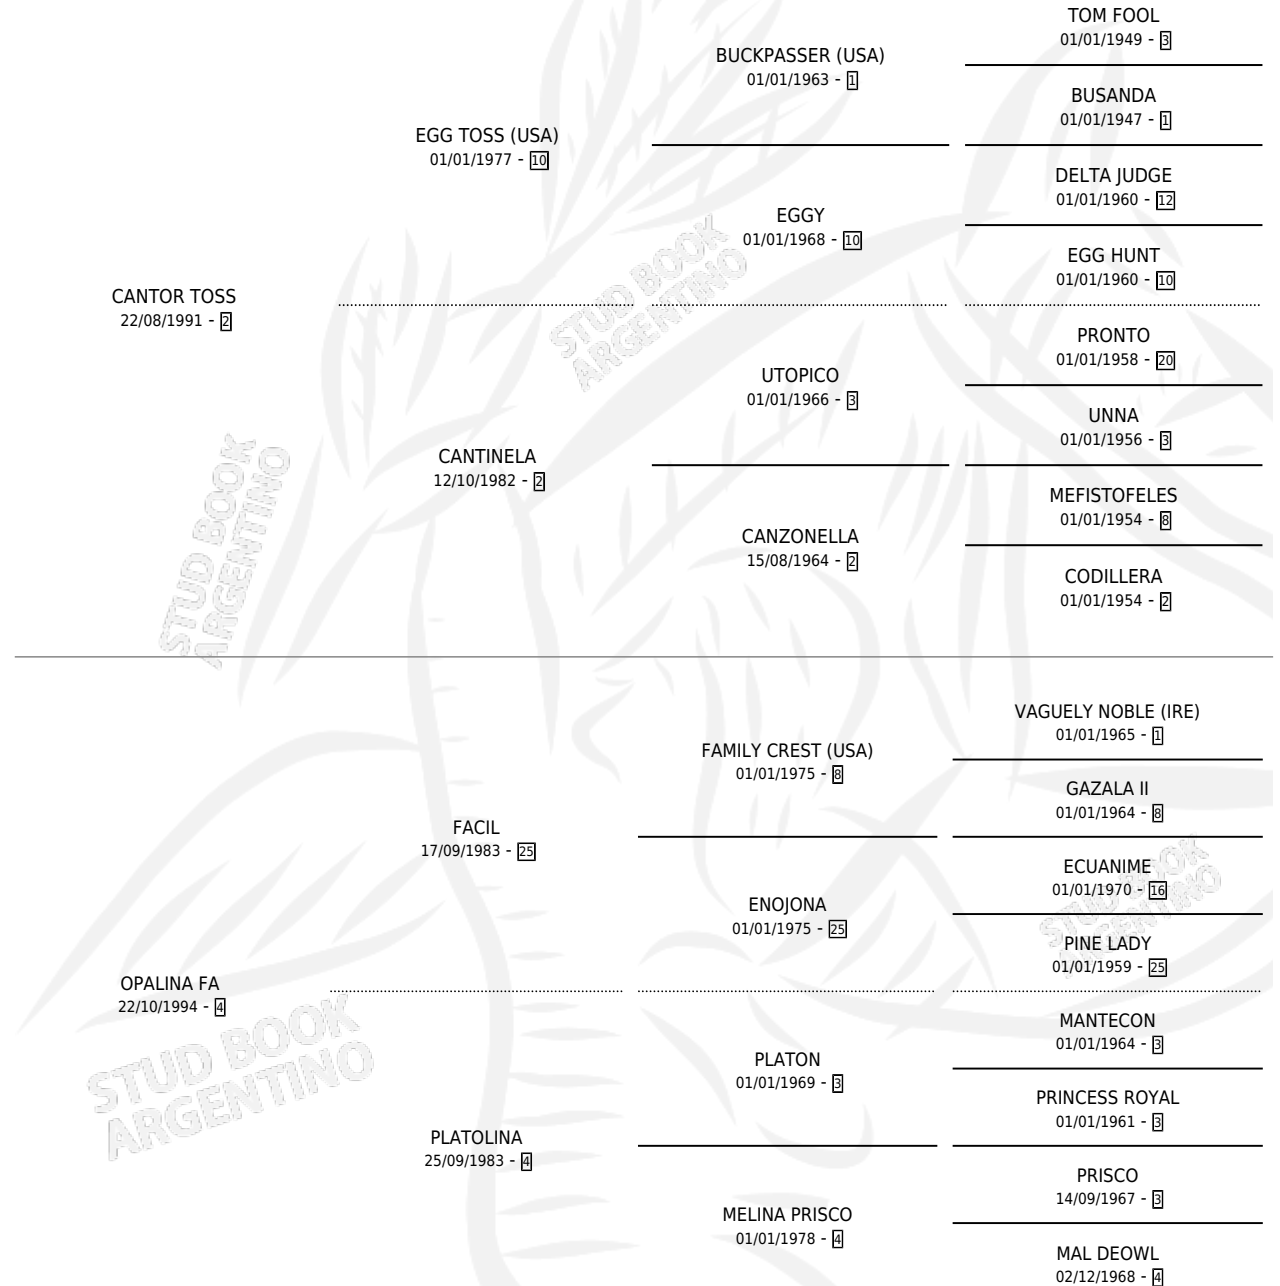 TOM FOOL
01/01/1949 - 3
BUCKPASSER (USA)
01/01/1963 - 1
BUSANDA
01/01/1947 - 1
EGG TOSS (USA)
01/01/1977 - 10
DELTA JUDGE
01/01/1960 - 12
EGGY
01/01/1968 - 10
EGG HUNT
01/01/1960 - 10
CANTOR TOSS
22/08/1991 - 2
PRONTO
01/01/1958 - 20
UTOPICO
01/01/1966 - 3
UNNA
01/01/1956 - 3
CANTINELA
12/10/1982 - 2
MEFISTOFELES
01/01/1954 - 8
CANZONELLA
15/08/1964 - 2
CODILLERA
01/01/1954 - 2
VAGUELY NOBLE (IRE)
01/01/1965 - 1
FAMILY CREST (USA)
01/01/1975 - 8
GAZALA II
01/01/1964 - 8
FACIL
17/09/1983 - 25
ECUANIME
01/01/1970 - 16
ENOJONA
01/01/1975 - 25
PINE LADY
01/01/1959 - 25
OPALINA FA
22/10/1994 - 4
MANTECON
01/01/1964 - 3
PLATON
01/01/1969 - 3
PRINCESS ROYAL
01/01/1961 - 3
PLATOLINA
25/09/1983 - 4
PRISCO
14/09/1967 - 3
MELINA PRISCO
01/01/1978 - 4
MAL DEOWL
02/12/1968 - 4
STUD BOOK
ARGENTINO
STUD BOOK
ARGENTINO
STUD BOOK
ARGENTINO
STUD BOOK
ARGENTINO